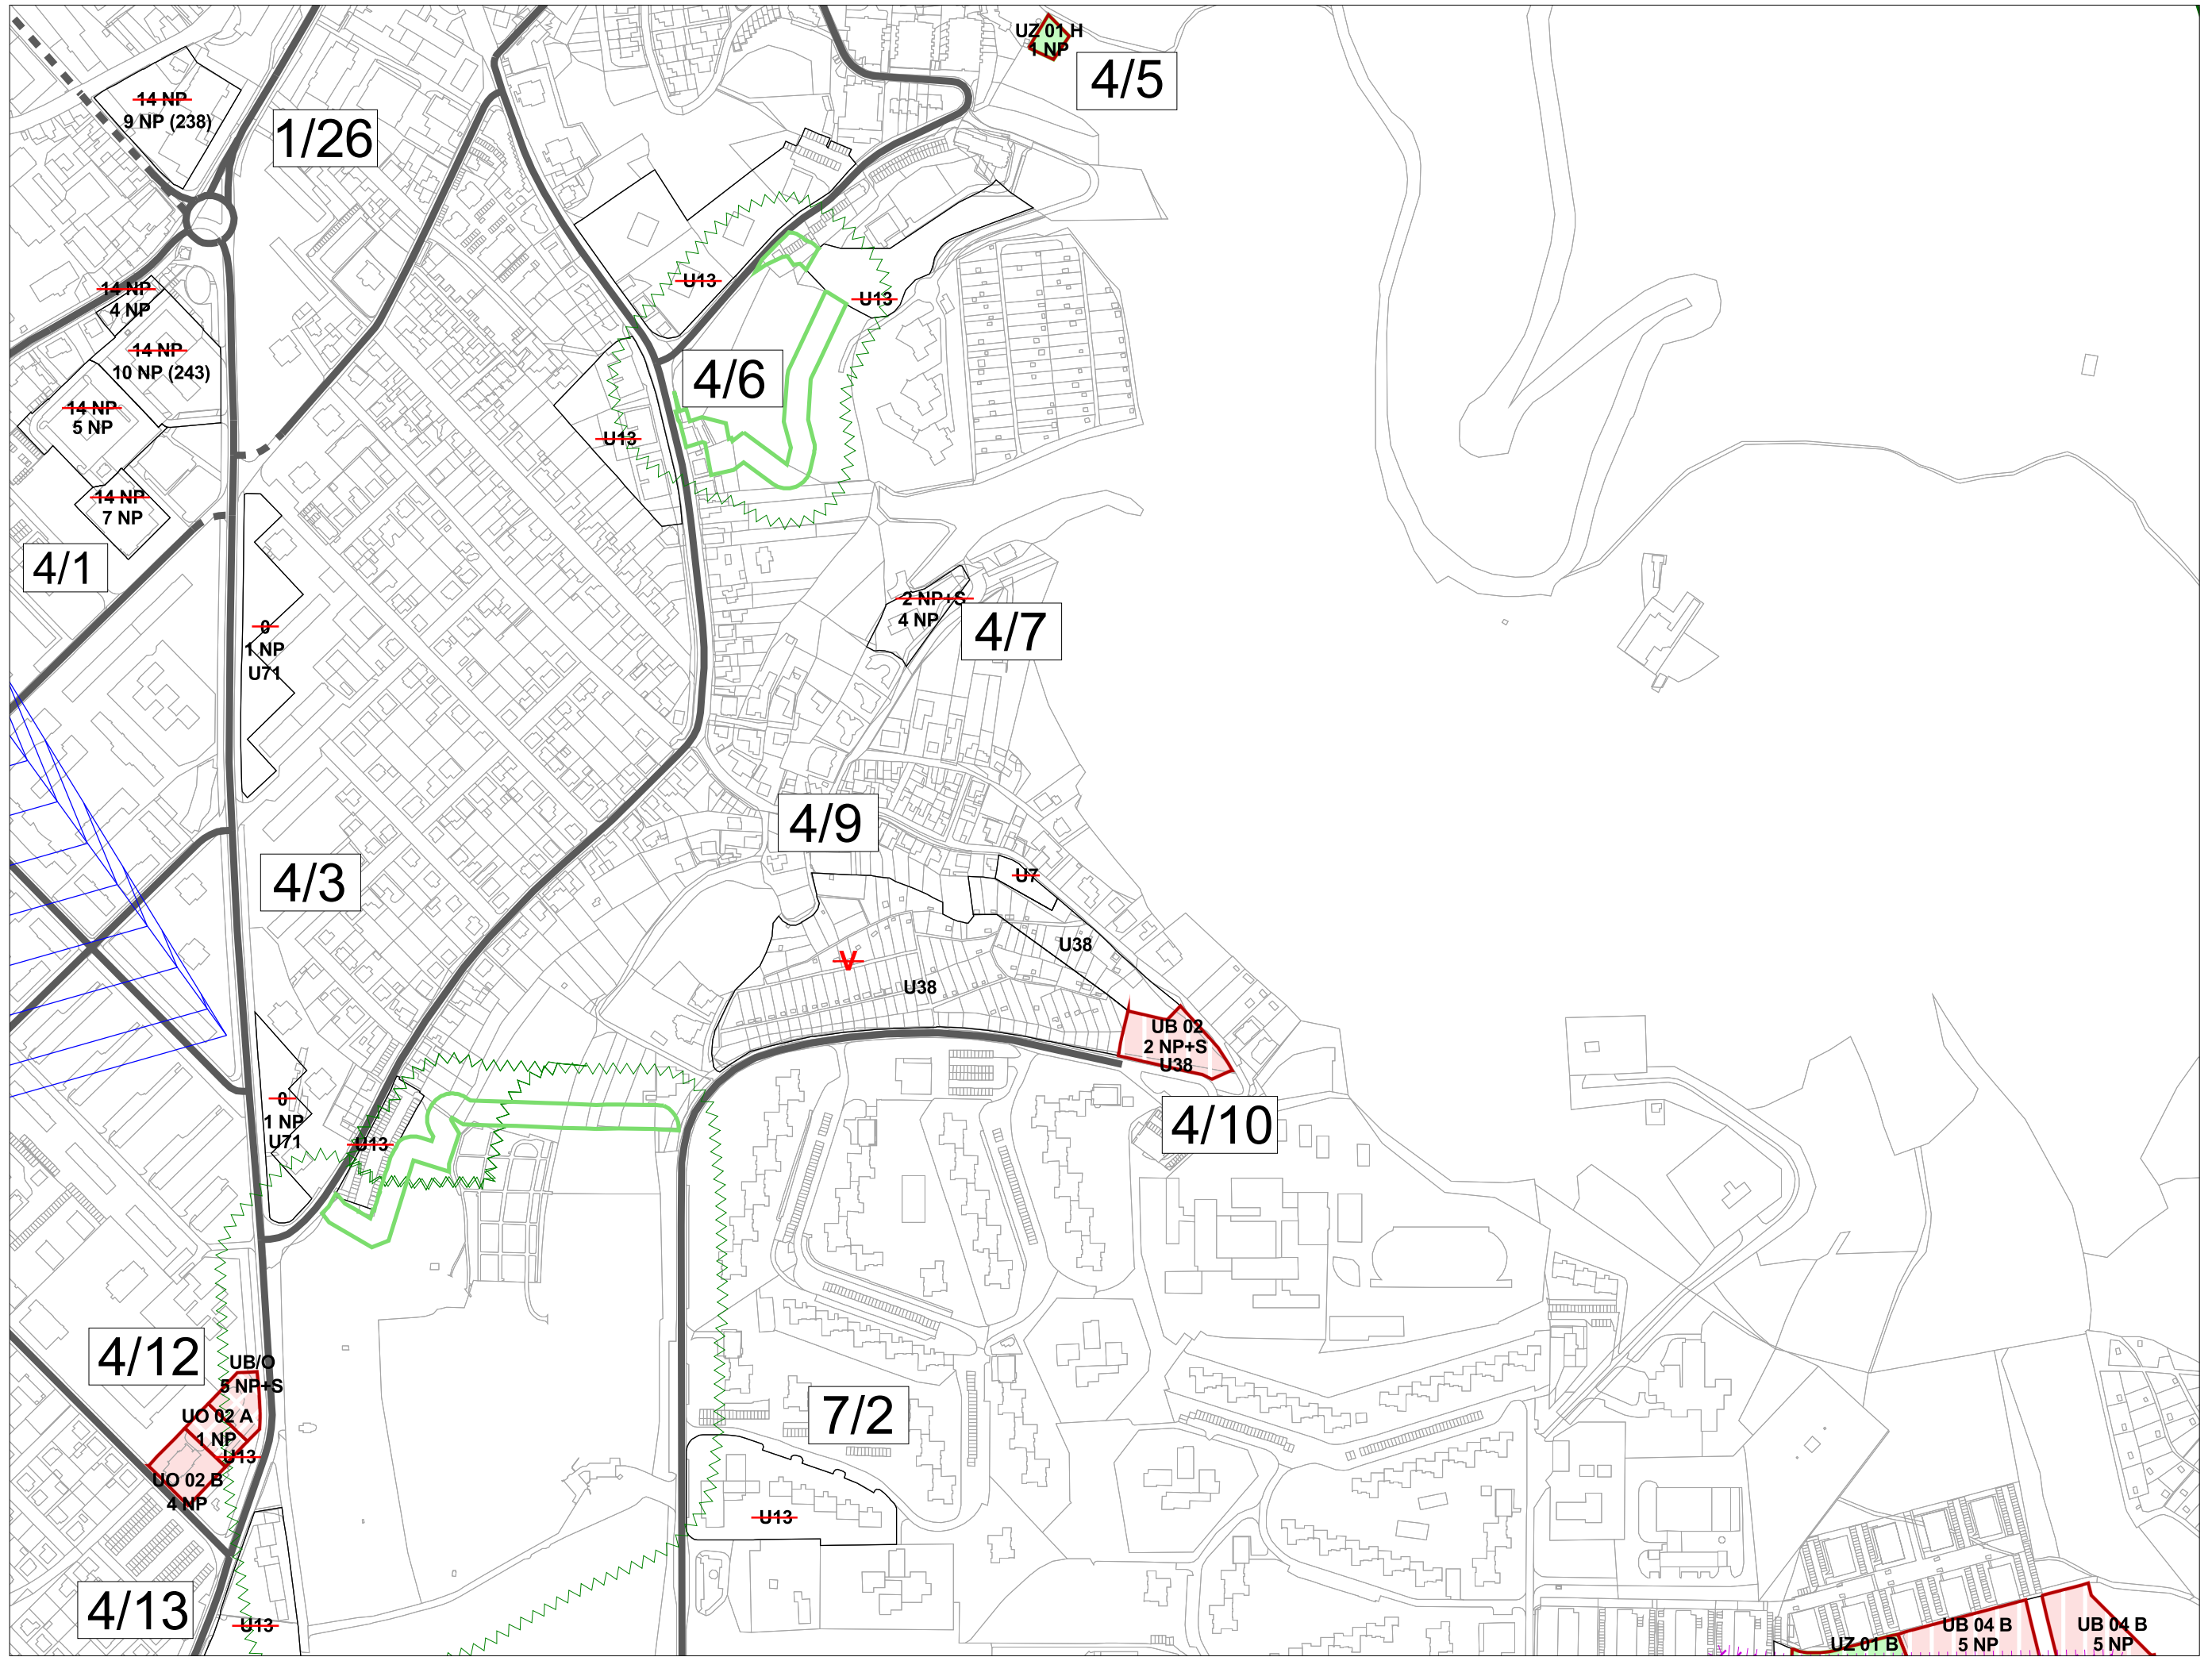 UZ 01 H
1 NP
4/5
14 NP
9 NP (238)
1/26
14 NP
4 NP
U13
U13
14 NP
10 NP (243)
4/6
14 NP
5 NP
U13
14 NP
7 NP
4/1
2 NP+S
4 NP
4/7
0
1 NP
U71
4/9
4/3
U7
U38
V
U38
UB 02
2 NP+S
U38
0
1 NP
U71
U13
4/10
4/12
UB/O
5 NP+S
UO 02 A
1 NP
U13
UO 02 B
4 NP
7/2
U13
4/13
U13
UZ 01 B
UB 04 B
5 NP
UB 04 B
5 NP